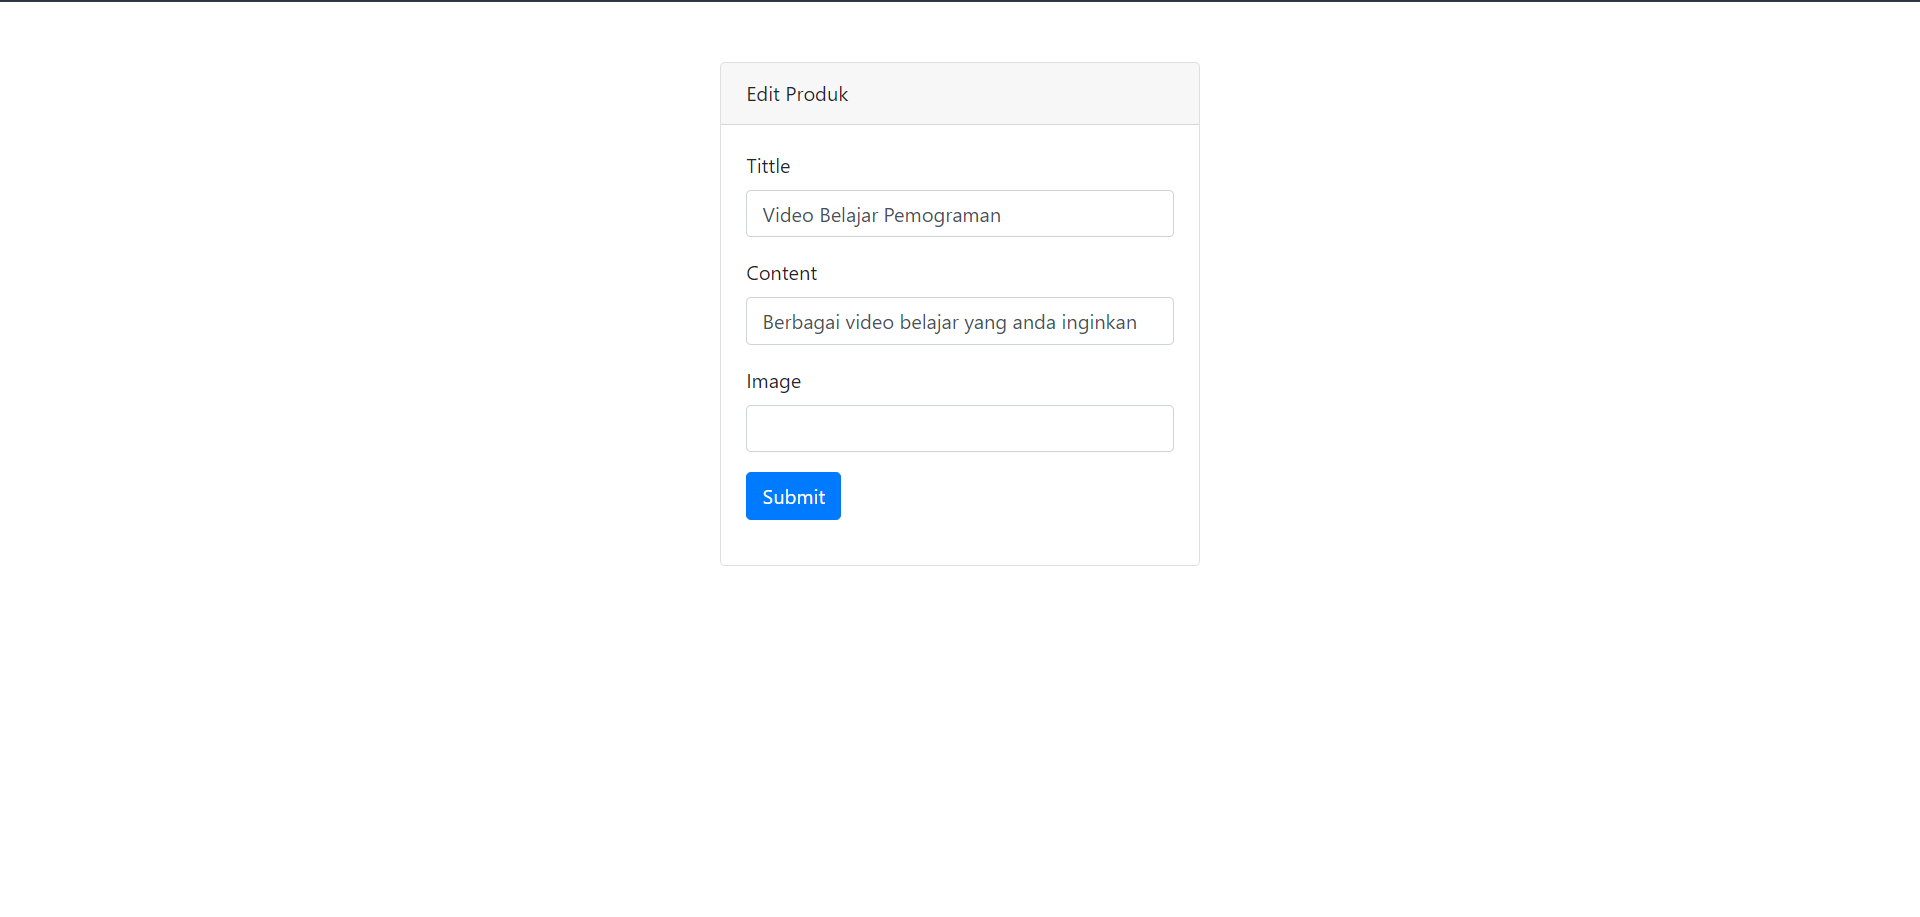 Edit Produk
Tittle
Video Belajar Pemograman
Content
Berbagai video belajar yang anda inginkan
Image
Submit